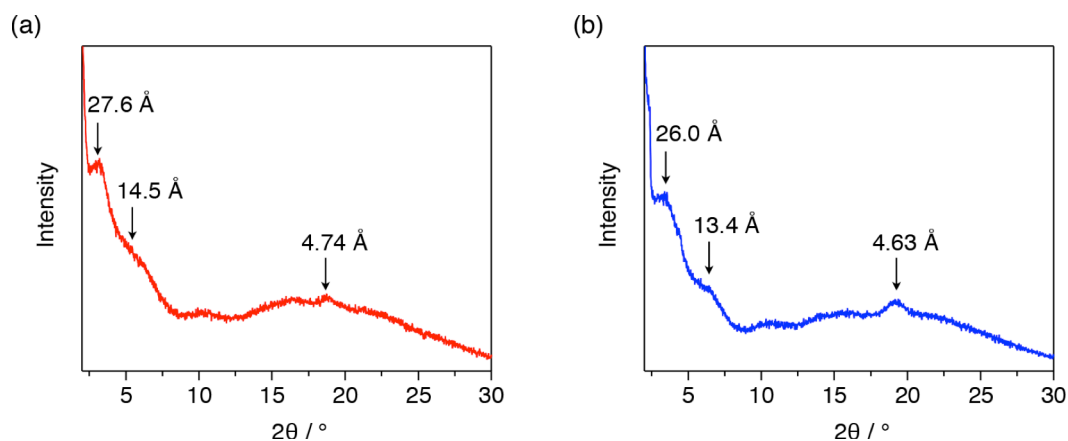 (a)
27.6 Å
14.5 Å
4.74 Å
Intensity
5 10 15 20 25 30
2θ / °
(b)
26.0 Å
13.4 Å
4.63 Å
Intensity
5 10 15 20 25 30
2θ / °